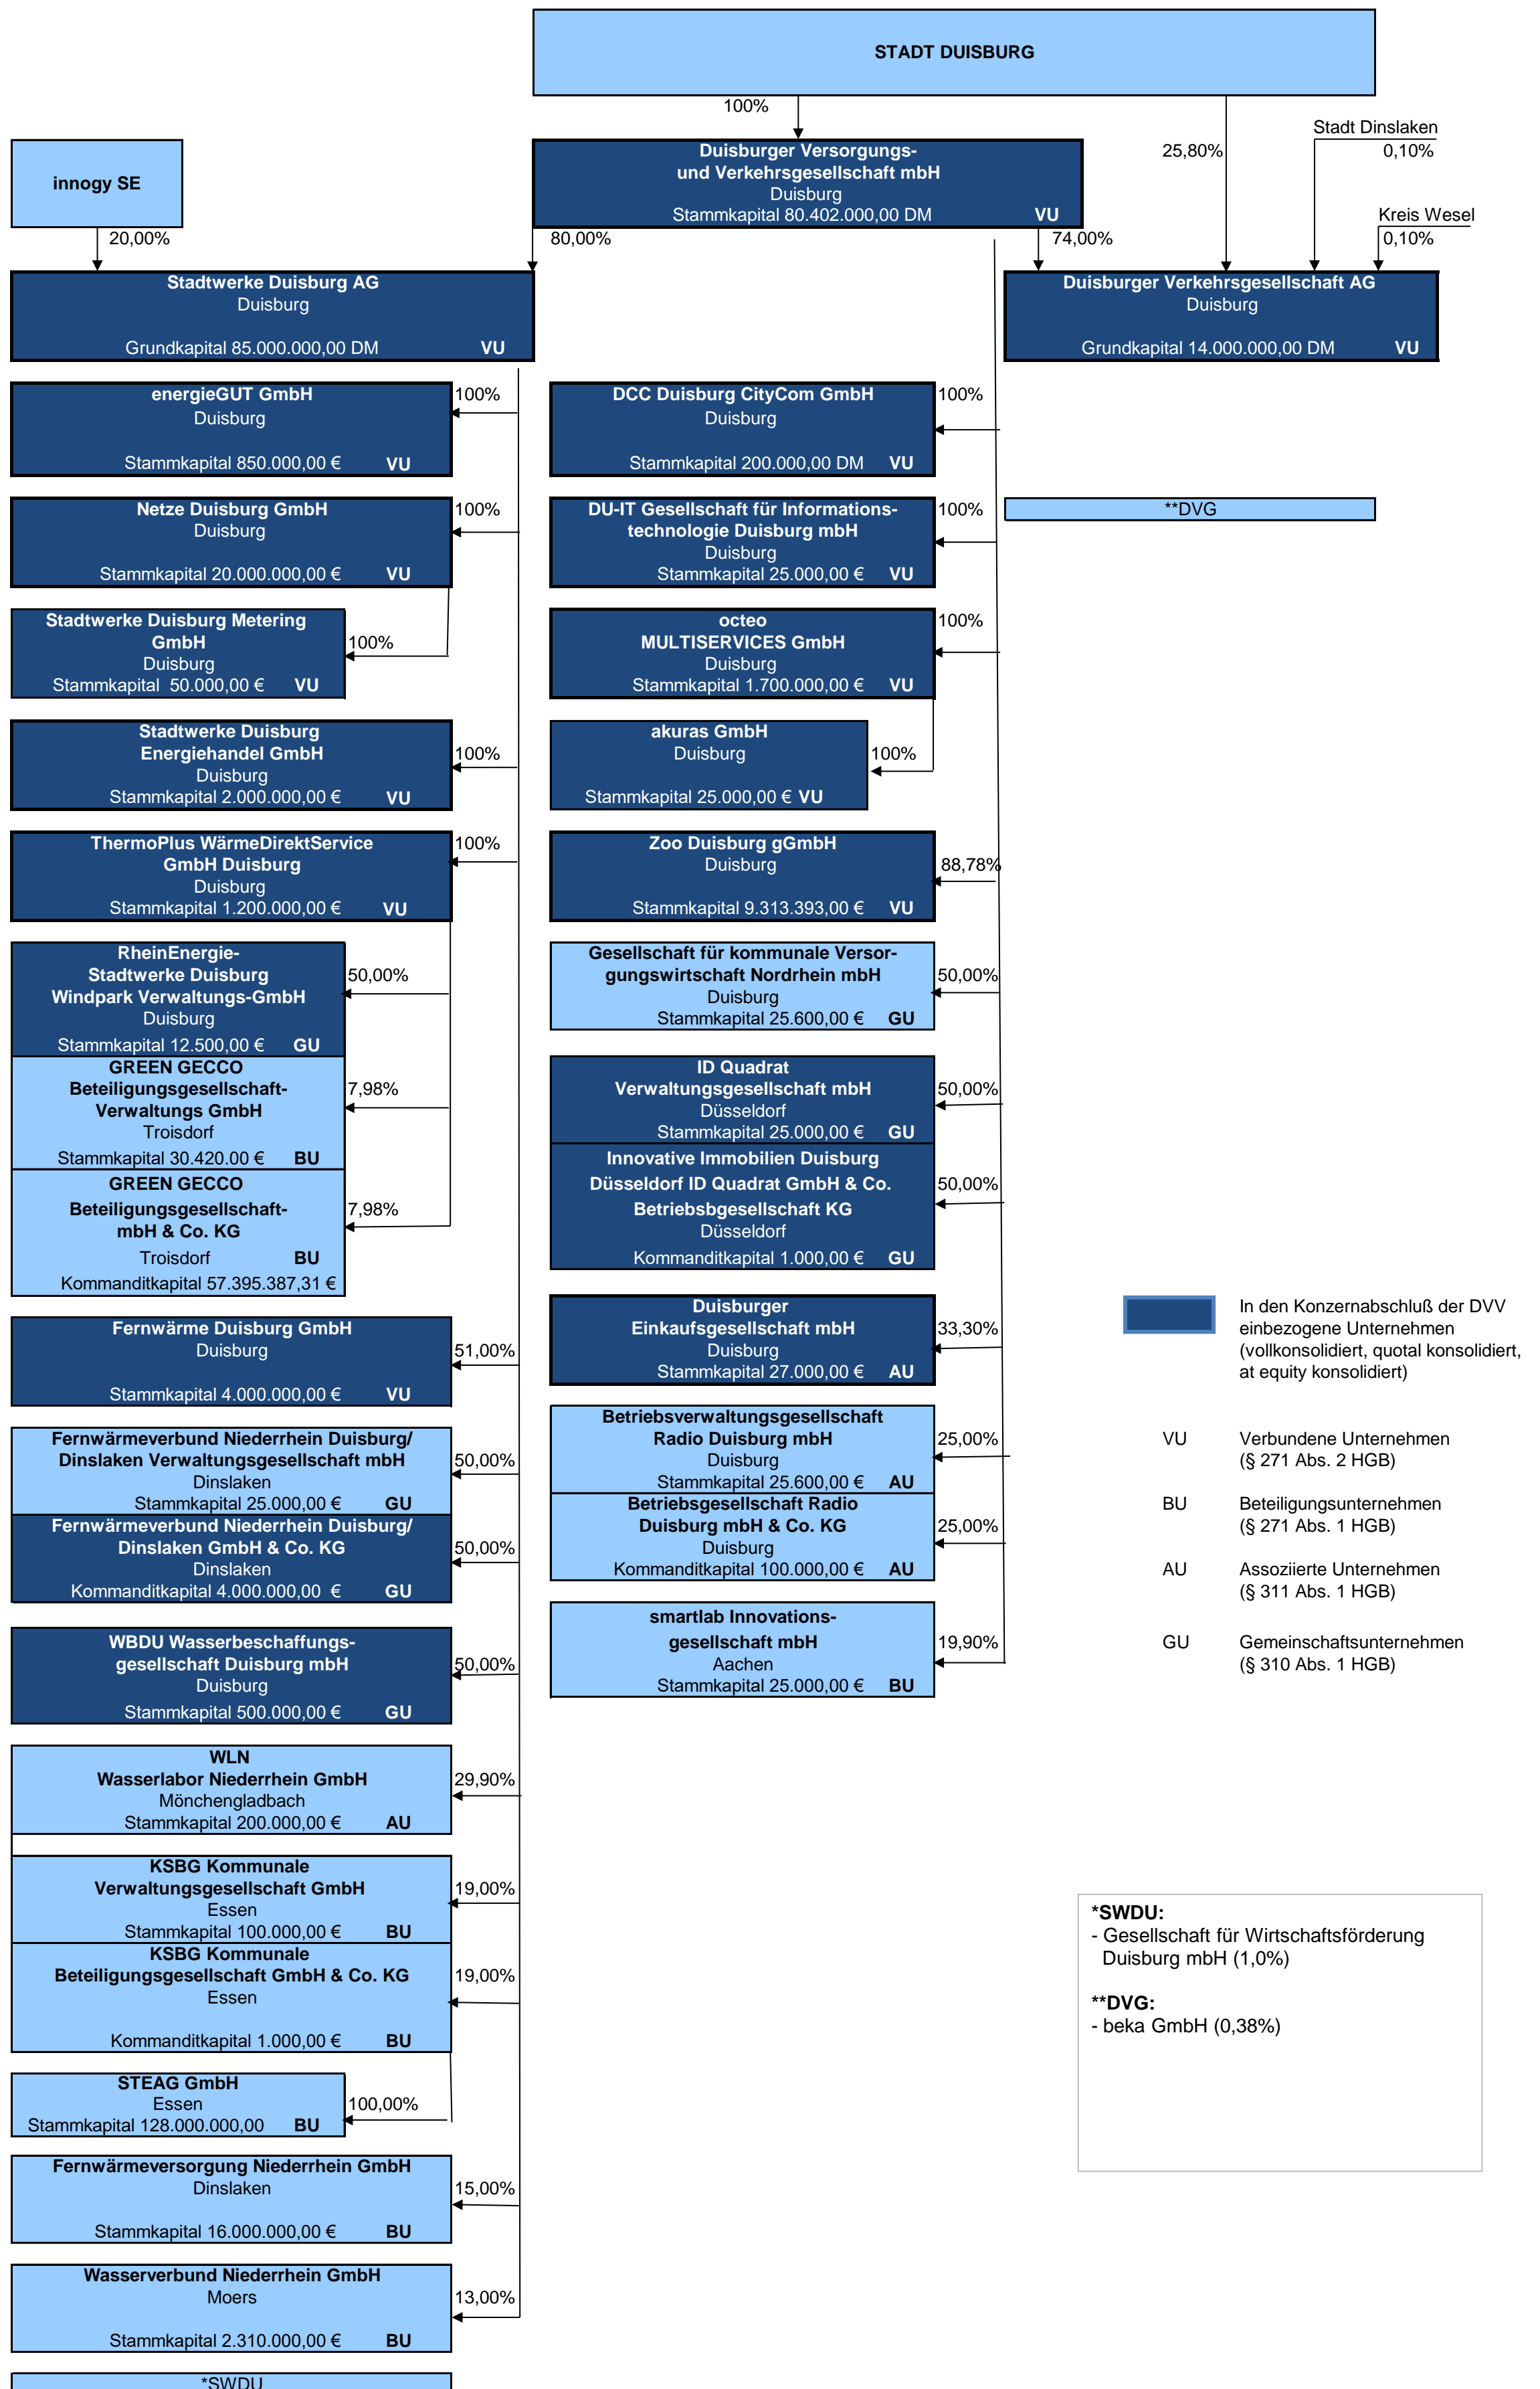 STADT DUISBURG
100%
25,80%
Stadt Dinslaken
0,10%
Kreis Wesel
0,10%
innogy SE
20,00%
Duisburger Versorgungs-
und Verkehrsgesellschaft mbH
Duisburg
Stammkapital 80.402.000,00 DM VU
80,00%
74,00%
Stadtwerke Duisburg AG
Duisburg
Grundkapital 85.000.000,00 DM VU
Duisburger Verkehrsgesellschaft AG
Duisburg
Grundkapital 14.000.000,00 DM VU
energieGUT GmbH
Duisburg
Stammkapital 850.000,00 € VU
100%
Netze Duisburg GmbH
Duisburg
Stammkapital 20.000.000,00 € VU
100%
Stadtwerke Duisburg Metering
GmbH
Duisburg
Stammkapital 50.000,00 € VU
100%
Stadtwerke Duisburg
Energiehandel GmbH
Duisburg
Stammkapital 2.000.000,00 € VU
100%
ThermoPlus WärmeDirektService
GmbH Duisburg
Duisburg
Stammkapital 1.200.000,00 € VU
100%
RheinEnergie-
Stadtwerke Duisburg
Windpark Verwaltungs-GmbH
Duisburg
Stammkapital 12.500,00 € GU
50,00%
GREEN GECCO
Beteiligungsgesellschaft-
Verwaltungs GmbH
Troisdorf
Stammkapital 30.420.00 € BU
7,98%
GREEN GECCO
Beteiligungsgesellschaft-
mbH & Co. KG
Troisdorf BU
Kommanditkapital 57.395.387,31 €
7,98%
Fernwärme Duisburg GmbH
Duisburg
Stammkapital 4.000.000,00 € VU
51,00%
Fernwärmeverbund Niederrhein Duisburg/
Dinslaken Verwaltungsgesellschaft mbH
Dinslaken
Stammkapital 25.000,00 € GU
50,00%
Fernwärmeverbund Niederrhein Duisburg/
Dinslaken GmbH & Co. KG
Dinslaken
Kommanditkapital 4.000.000,00 € GU
50,00%
WBDU Wasserbeschaffungs-
gesellschaft Duisburg mbH
Duisburg
Stammkapital 500.000,00 € GU
50,00%
WLN
Wasserlabor Niederrhein GmbH
Mönchengladbach
Stammkapital 200.000,00 € AU
29,90%
KSBG Kommunale
Verwaltungsgesellschaft GmbH
Essen
Stammkapital 100.000,00 € BU
19,00%
KSBG Kommunale
Beteiligungsgesellschaft GmbH & Co. KG
Essen
Kommanditkapital 1.000,00 € BU
19,00%
STEAG GmbH
Essen
Stammkapital 128.000.000,00 BU
100,00%
Fernwärmeversorgung Niederrhein GmbH
Dinslaken
Stammkapital 16.000.000,00 € BU
15,00%
Wasserverbund Niederrhein GmbH
Moers
Stammkapital 2.310.000,00 € BU
13,00%
*SWDU
DCC Duisburg CityCom GmbH
Duisburg
Stammkapital 200.000,00 DM VU
100%
DU-IT Gesellschaft für Informations-
technologie Duisburg mbH
Duisburg
Stammkapital 25.000,00 € VU
100%
octeo
MULTISERVICES GmbH
Duisburg
Stammkapital 1.700.000,00 € VU
100%
akuras GmbH
Duisburg
Stammkapital 25.000,00 € VU
100%
Zoo Duisburg gGmbH
Duisburg
Stammkapital 9.313.393,00 € VU
88,78%
Gesellschaft für kommunale Versor-
gungswirtschaft Nordrhein mbH
Duisburg
Stammkapital 25.600,00 € GU
50,00%
ID Quadrat
Verwaltungsgesellschaft mbH
Düsseldorf
Stammkapital 25.000,00 € GU
50,00%
Innovative Immobilien Duisburg
Düsseldorf ID Quadrat GmbH & Co.
Betriebsbgesellschaft KG
Düsseldorf
Kommanditkapital 1.000,00 € GU
50,00%
Duisburger
Einkaufsgesellschaft mbH
Duisburg
Stammkapital 27.000,00 € AU
33,30%
Betriebsverwaltungsgesellschaft
Radio Duisburg mbH
Duisburg
Stammkapital 25.600,00 € AU
25,00%
Betriebsgesellschaft Radio
Duisburg mbH & Co. KG
Duisburg
Kommanditkapital 100.000,00 € AU
25,00%
smartlab Innovations-
gesellschaft mbH
Aachen
Stammkapital 25.000,00 € BU
19,90%
**DVG
In den Konzernabschluß der DVV
einbezogene Unternehmen
(vollkonsolidiert, quotal konsolidiert,
at equity konsolidiert)
VU Verbundene Unternehmen
(§ 271 Abs. 2 HGB)
BU Beteiligungsunternehmen
(§ 271 Abs. 1 HGB)
AU Assoziierte Unternehmen
(§ 311 Abs. 1 HGB)
GU Gemeinschaftsunternehmen
(§ 310 Abs. 1 HGB)
*SWDU:
- Gesellschaft für Wirtschaftsförderung
Duisburg mbH (1,0%)
**DVG:
- beka GmbH (0,38%)